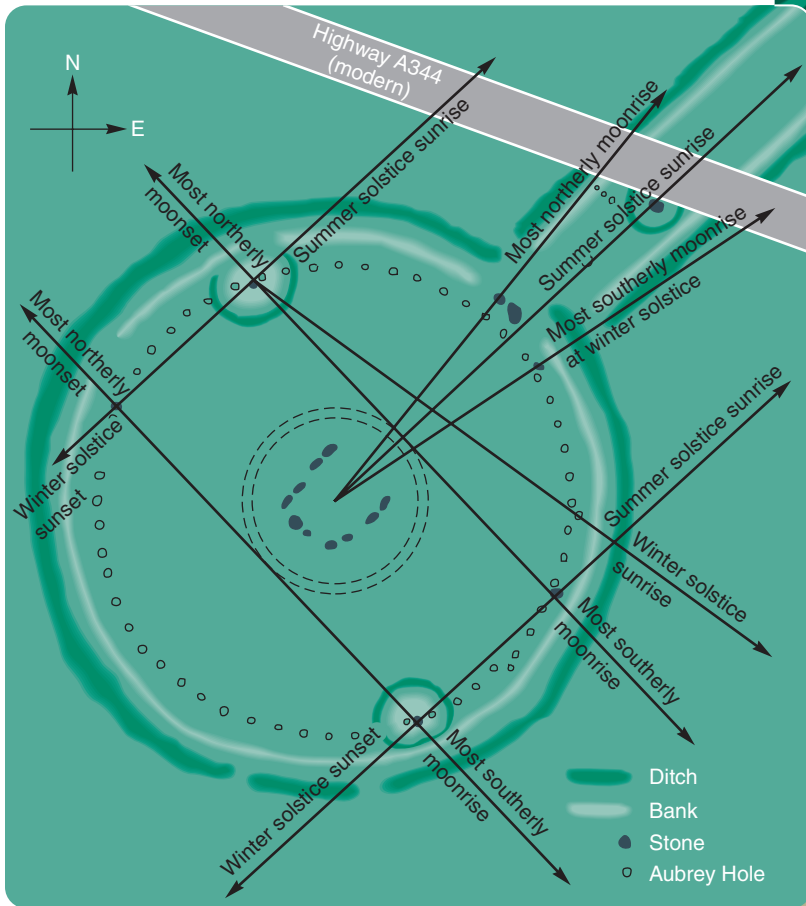 Highway A344
(modern)
N
E
Most northerly
moonset
Summer solstice sunrise
Most northerly moonrise
Summer solstice sunrise
Most southerly moonrise
at winter solstice
Most northerly
moonset
Winter solstice
sunset
Summer solstice sunrise
Winter solstice
sunrise
Most southerly
moonrise
Winter solstice sunset
Most southerly
moonrise
Ditch
Bank
Stone
Aubrey Hole